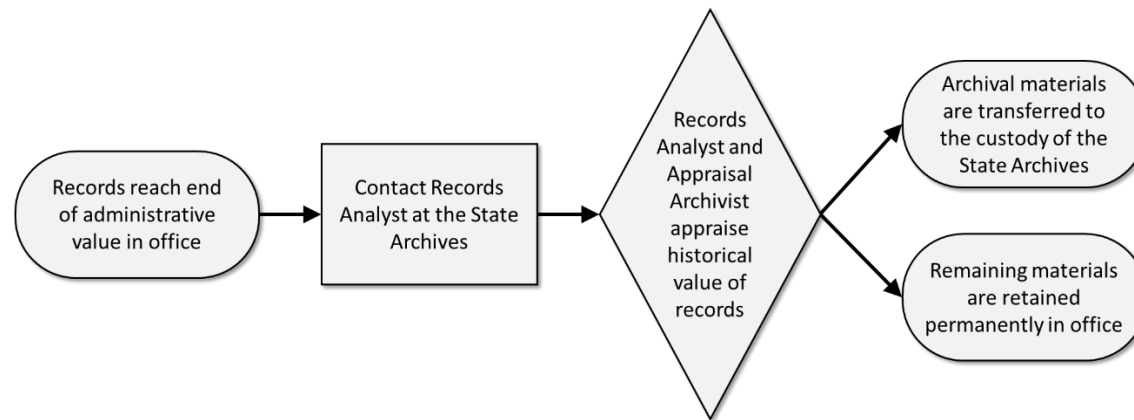 Records reach end
of administrative
value in office
Contact Records
Analyst at the State
Archives
Records
Analyst and
Appraisal
Archivist
appraise
historical
value of
records
Archival materials
are transferred to
the custody of the
State Archives
Remaining materials
are retained
permanently in office